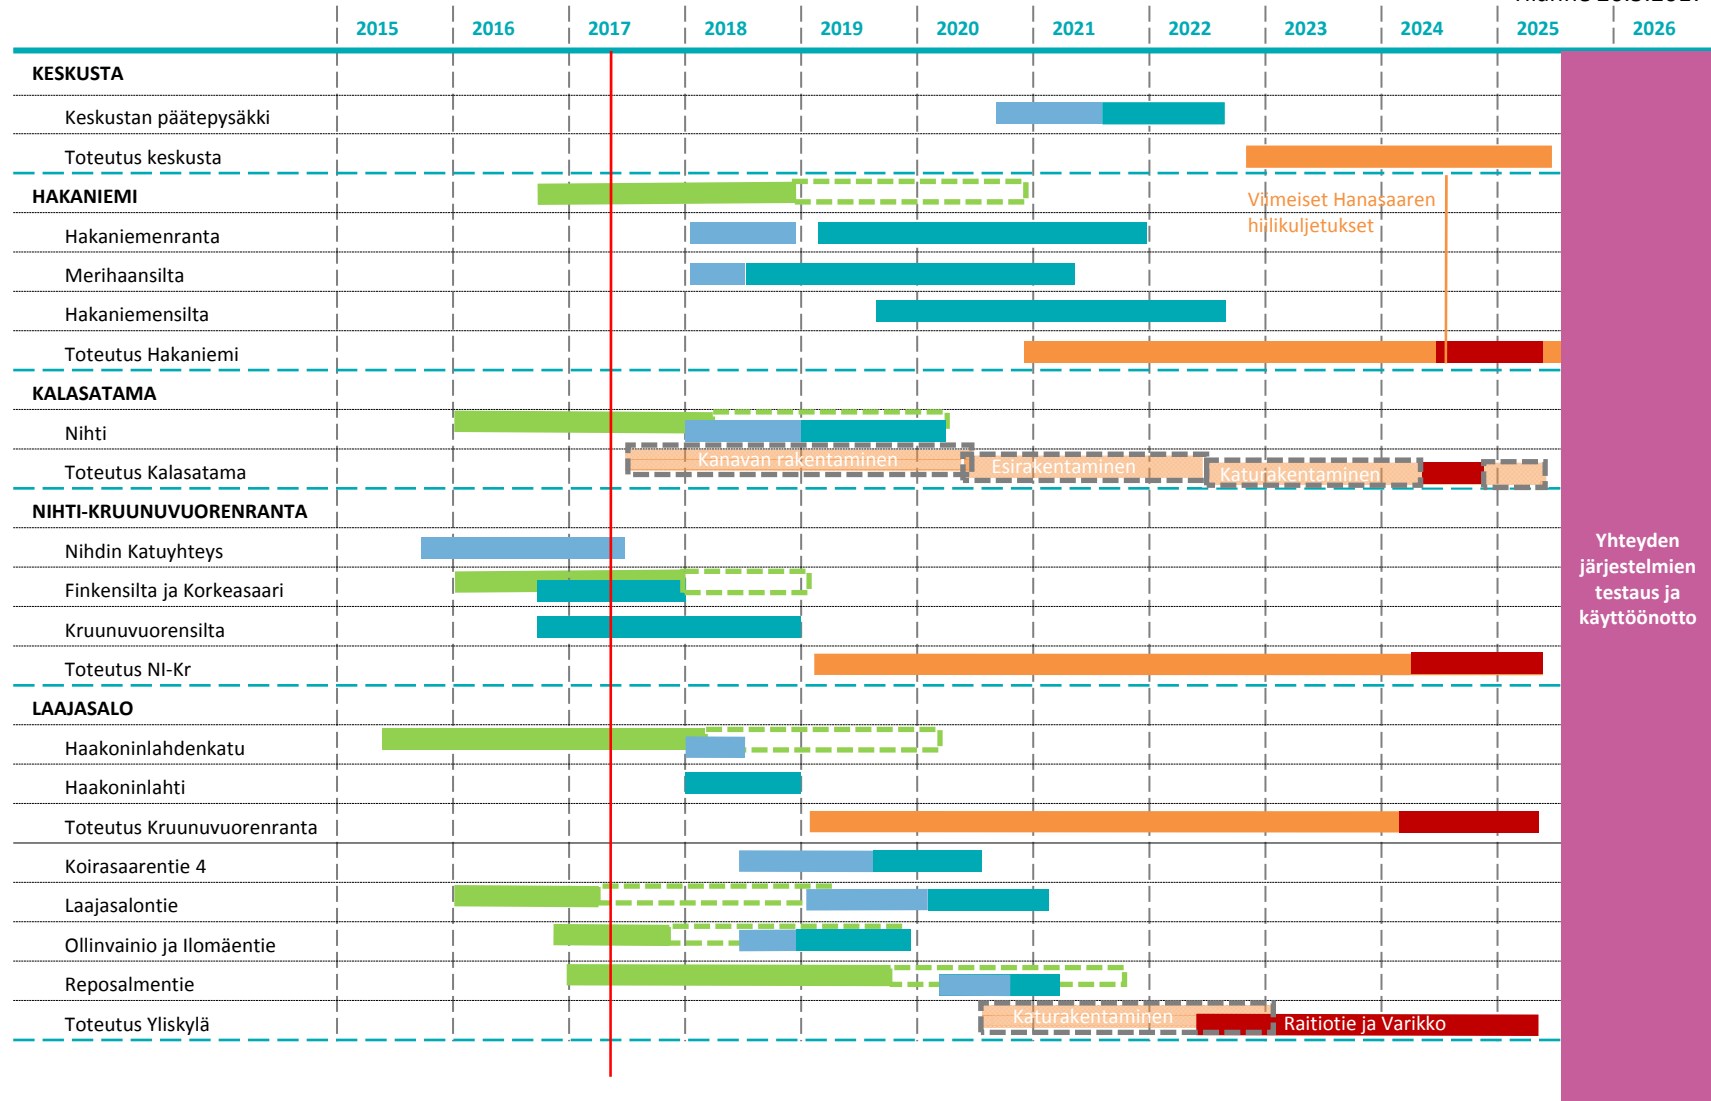 2015 2016 2017 2018 2019 2020 2021 2022 2023 2024 2025 2026
KESKUSTA
Keskustan päätepysäkki
Toteutus keskusta
HAKANIEMI
Viimeiset Hanasaaren
hiilikuljetukset
Hakaniemenranta
Merihaansilta
Hakaniemensilta
Toteutus Hakaniemi
KALASATAMA
Nihti
Toteutus Kalasatama
Kanavan rakentaminen
Esirakentaminen
Katurakentaminen
NIHTI-KRUUNUVUORENRANTA
Nihdin Katuyhteys
Finkensilta ja Korkeasaari
Kruunuvuorensilta
Toteutus NI-Kr
Yhteyden
järjestelmien
testaus ja
käyttöönotto
LAAJASALO
Haakoninlahdenkatu
Haakoninlahti
Toteutus Kruunuvuorenranta
Koirasaarentie 4
Laajasalontie
Ollinvainio ja Ilomäentie
Reposalmentie
Toteutus Yliskylä
Katurakentaminen
Raitiotie ja Varikko